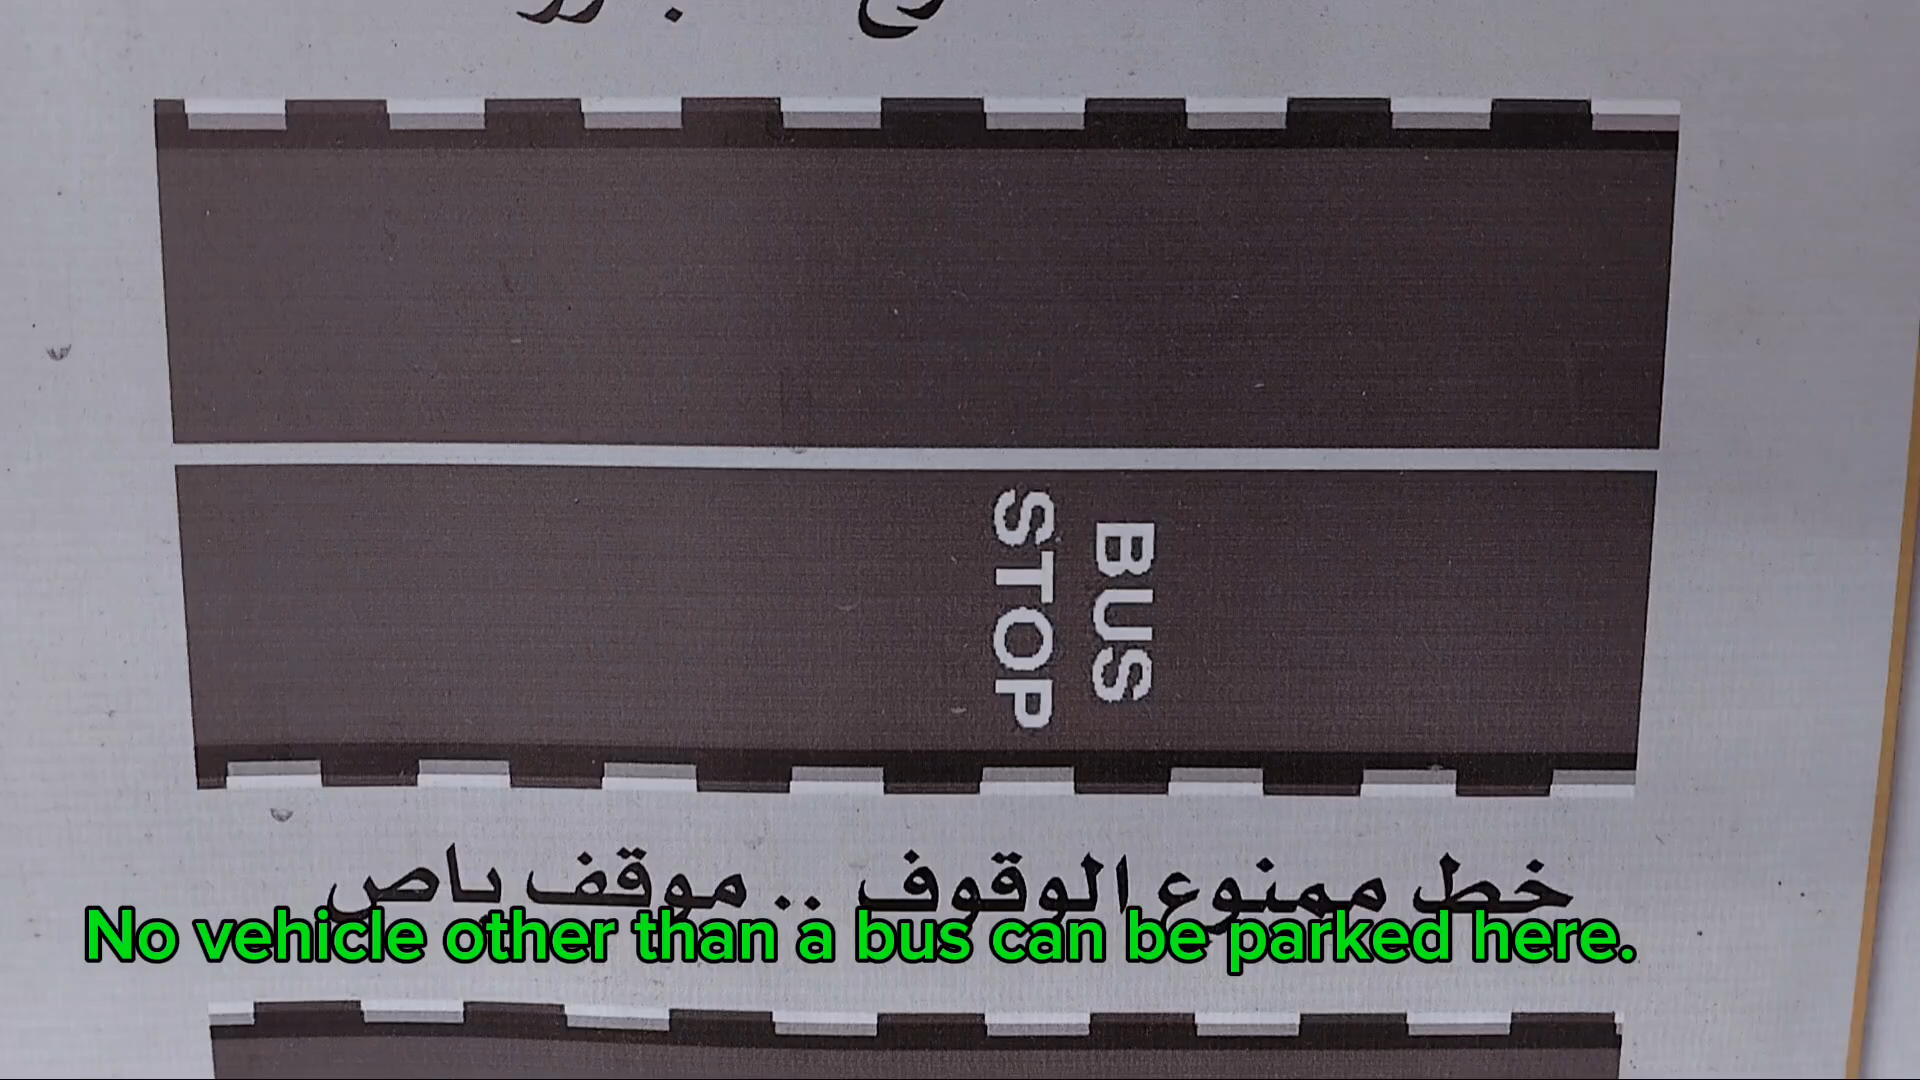 BUS
STOP
خط ممنوع الوقوف .. موقف باص
No vehicle other than a bus can be parked here.